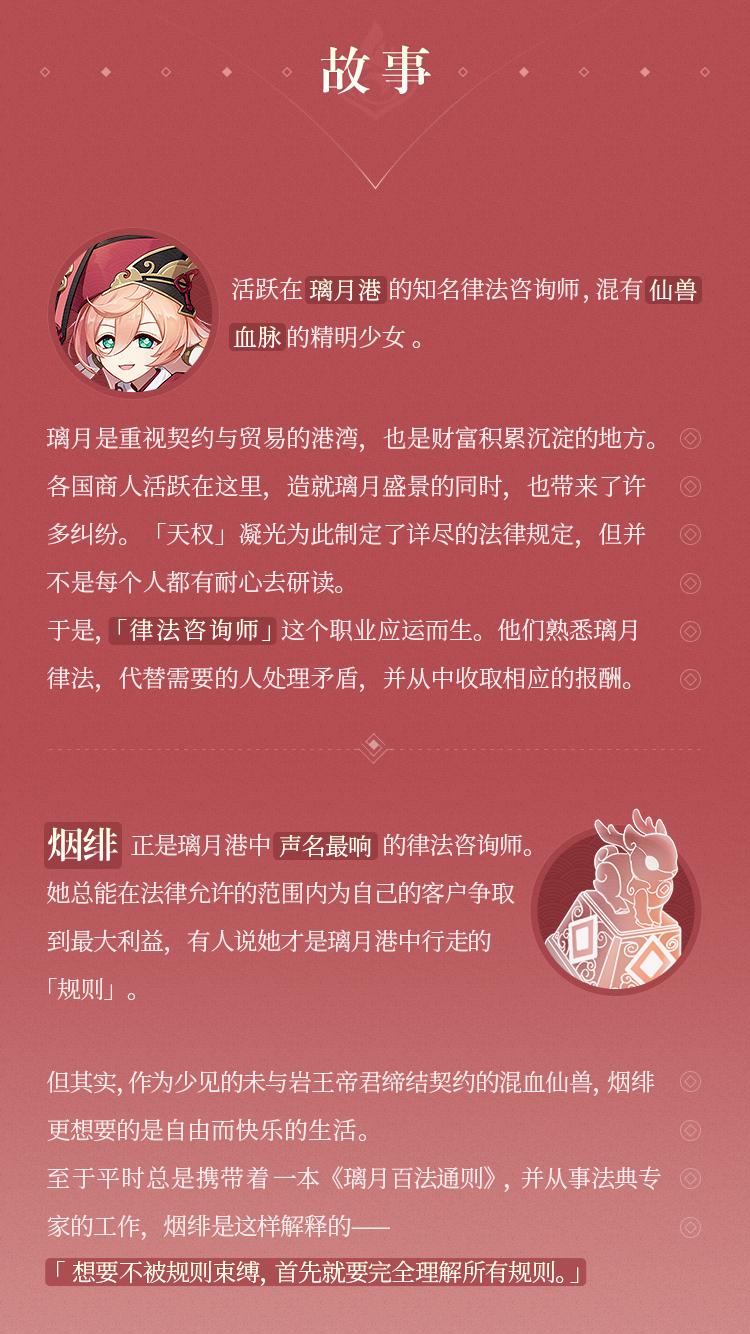 故事
活跃在 璃月港 的知名律法咨询师，混有 仙兽
血脉 的精明少女。
璃月是重视契约与贸易的港湾，也是财富积累沉淀的地方。
各国商人活跃在这里，造就璃月盛景的同时，也带来了许
多纠纷。「天权」凝光为此制定了详尽的法律规定，但并
不是每个人都有耐心去研读。
于是，「律法咨询师」这个职业应运而生。他们熟悉璃月
律法，代替需要的人处理矛盾，并从中收取相应的报酬。
烟绯 正是璃月港中 声名最响 的律法咨询师。
她总能在法律允许的范围内为自己的客户争取
到最大利益，有人说她才是璃月港中行走的
「规则」。
但其实，作为少见的未与岩王帝君缔结契约的混血仙兽，烟绯
更想要的是自由而快乐的生活。
至于平时总是携带着一本《璃月百法通则》，并从事法典专
家的工作，烟绯是这样解释的——
「想要不被规则束缚，首先就要完全理解所有规则。」